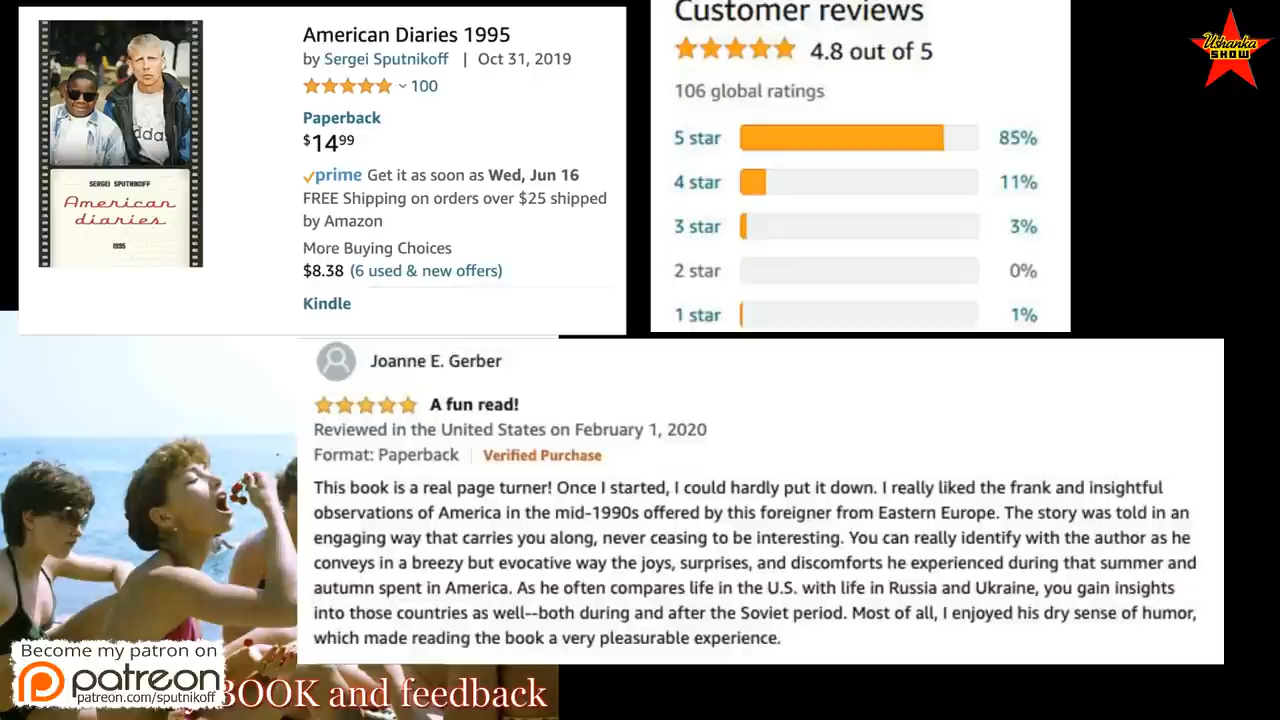 American Diaries 1995
by Sergei Sputnikoff | Oct 31, 2019
100
Paperback
$14.99
prime Get it as soon as Wed, Jun 16
FREE Shipping on orders over $25 shipped
by Amazon
More Buying Choices
$8.38 (6 used & new offers)
Kindle
adidas
SERGEI SPUTNIKOFF
American
diaries
1995
Customer reviews
4.8 out of 5
106 global ratings
5 star 85%
4 star 11%
3 star 3%
2 star 0%
1 star 1%
Ushanka
SHOW
Joanne E. Gerber
A fun read!
Reviewed in the United States on February 1, 2020
Format: Paperback | Verified Purchase
This book is a real page turner! Once I started, I could hardly put it down. I really liked the frank and insightful
observations of America in the mid-1990s offered by this foreigner from Eastern Europe. The story was told in an
engaging way that carries you along, never ceasing to be interesting. You can really identify with the author as he
conveys in a breezy but evocative way the joys, surprises, and discomforts he experienced during that summer and
autumn spent in America. As he often compares life in the U.S. with life in Russia and Ukraine, you gain insights
into those countries as well--both during and after the Soviet period. Most of all, I enjoyed his dry sense of humor,
which made reading the book a very pleasurable experience.
Become my patron on
patreon
patreon.com/sputnikoff
BOOK and feedback